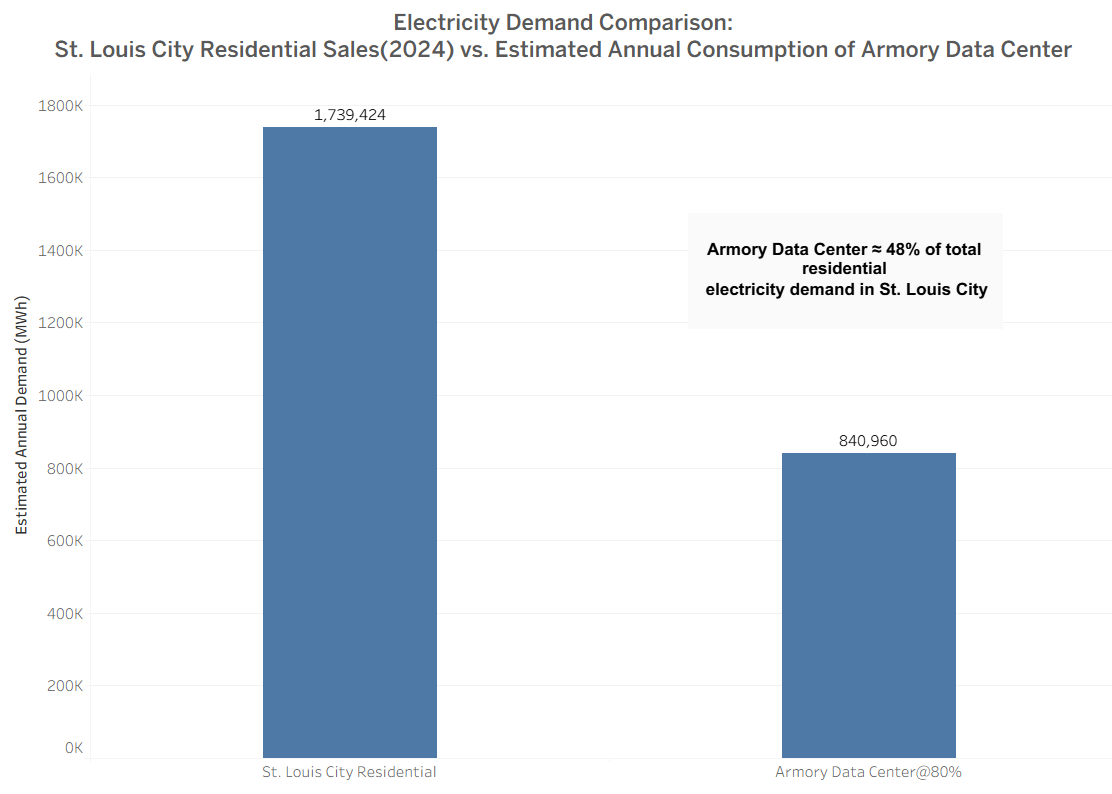 Electricity Demand Comparison:
St. Louis City Residential Sales(2024) vs. Estimated Annual Consumption of Armory Data Center
Estimated Annual Demand (MWh)
1800K
1600K
1400K
1200K
1000K
800K
600K
400K
200K
0K
1,739,424
840,960
Armory Data Center ≈ 48% of total
residential
electricity demand in St. Louis City
St. Louis City Residential
Armory Data Center@80%